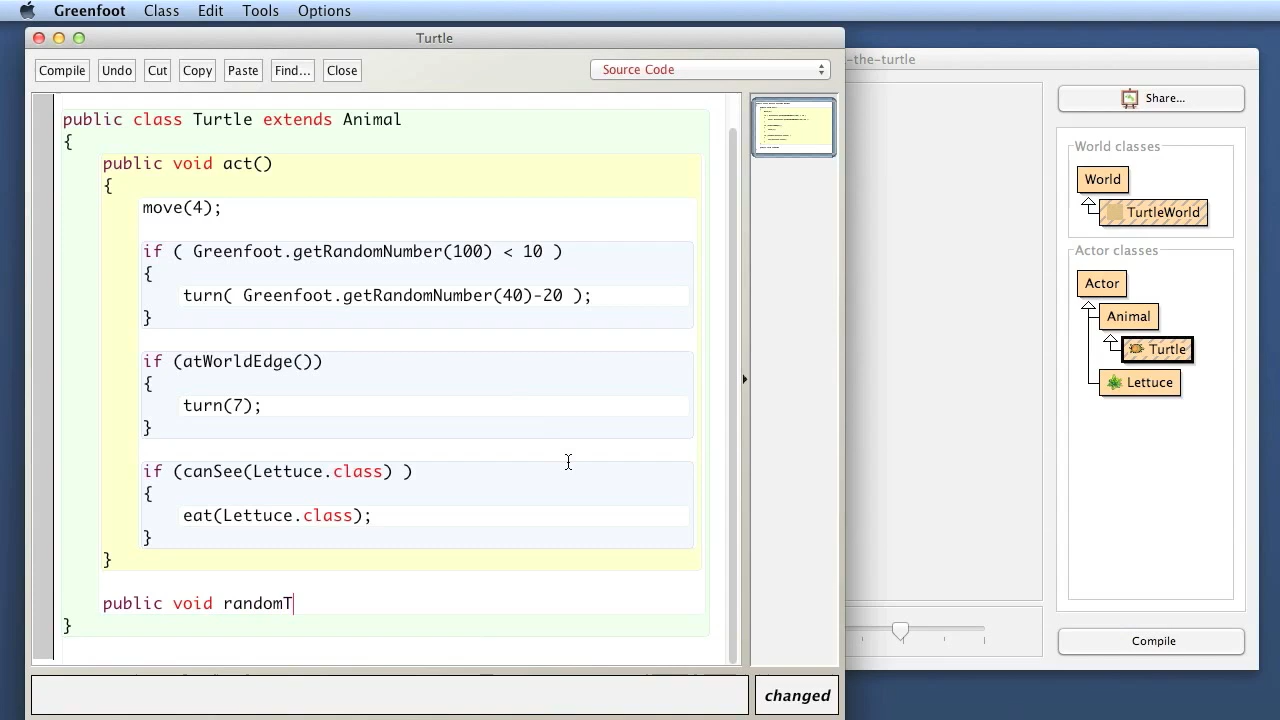 Greenfoot Class Edit Tools Options
Turtle
Compile Undo Cut Copy Paste Find... Close Source Code
public class Turtle extends Animal
{
public void act()
{
move(4);
if ( Greenfoot.getRandomNumber(100) < 10 )
{
turn( Greenfoot.getRandomNumber(40)-20 );
}
if (atWorldEdge())
{
turn(7);
}
if (canSee(Lettuce.class) )
{
eat(Lettuce.class);
}
}
public void randomT
}
changed
-the-turtle
Share...
World classes
World
TurtleWorld
Actor classes
Actor
Animal
Turtle
Lettuce
Compile